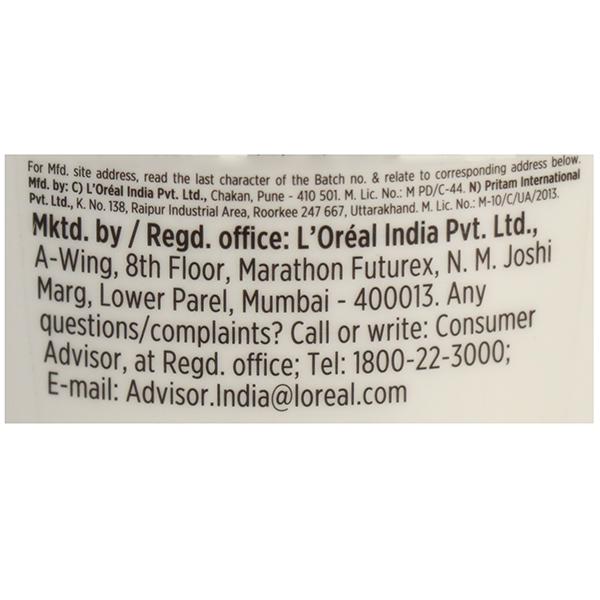 For Mfd. site address, read the last character of the Batch no. & relate to corresponding address below.
Mfd. by: C) L'Oréal India Pvt. Ltd., Chakan, Pune - 410 501. M. Lic. No.: M PD/C-44. N) Pritam International
Pvt. Ltd., K. No. 138, Raipur Industrial Area, Roorkee 247 667, Uttarakhand. M. Lic. No.: M-10/C/UA/2013.
Mktd. by / Regd. office: L'Oréal India Pvt. Ltd.,
A-Wing, 8th Floor, Marathon Futurex, N. M. Joshi
Marg, Lower Parel, Mumbai - 400013. Any
questions/complaints? Call or write: Consumer
Advisor, at Regd. office; Tel: 1800-22-3000;
E-mail: Advisor.India@loreal.com